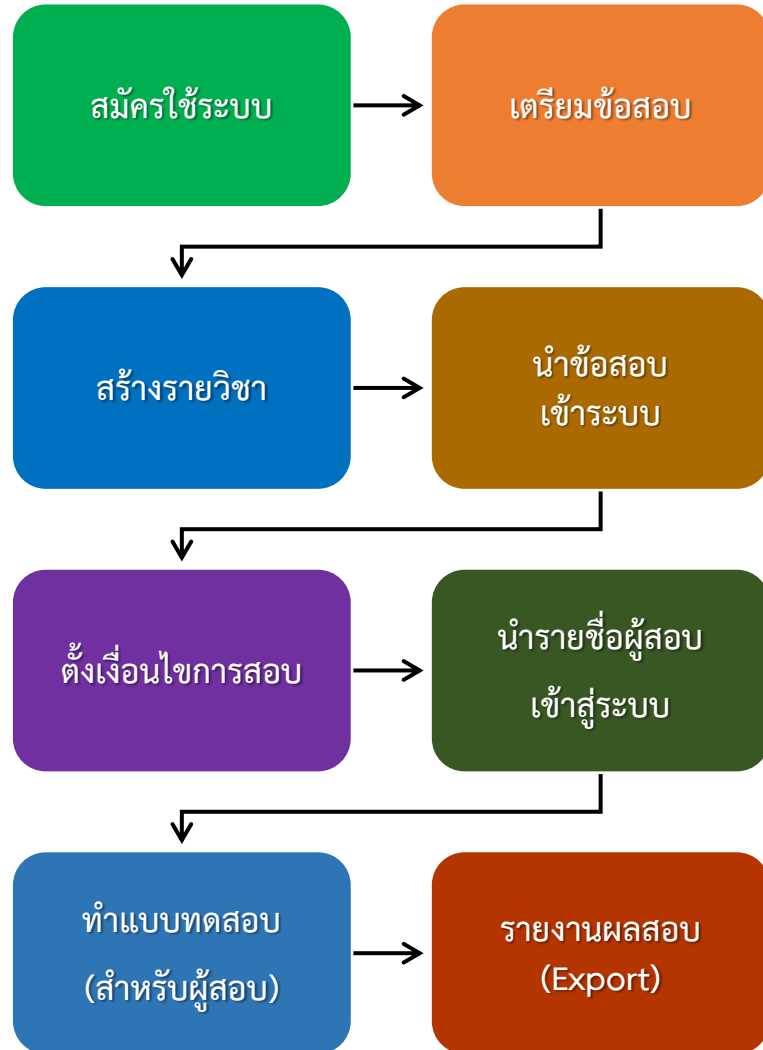 สมัครใช้ระบบ
เตรียมข้อสอบ
สร้างรายวิชา
นำข้อสอบ
เข้าระบบ
ตั้งเงื่อนไขการสอบ
นำรายชื่อผู้สอบ
เข้าสู่ระบบ
ทำแบบทดสอบ
(สำหรับผู้สอบ)
รายงานผลสอบ
(Export)